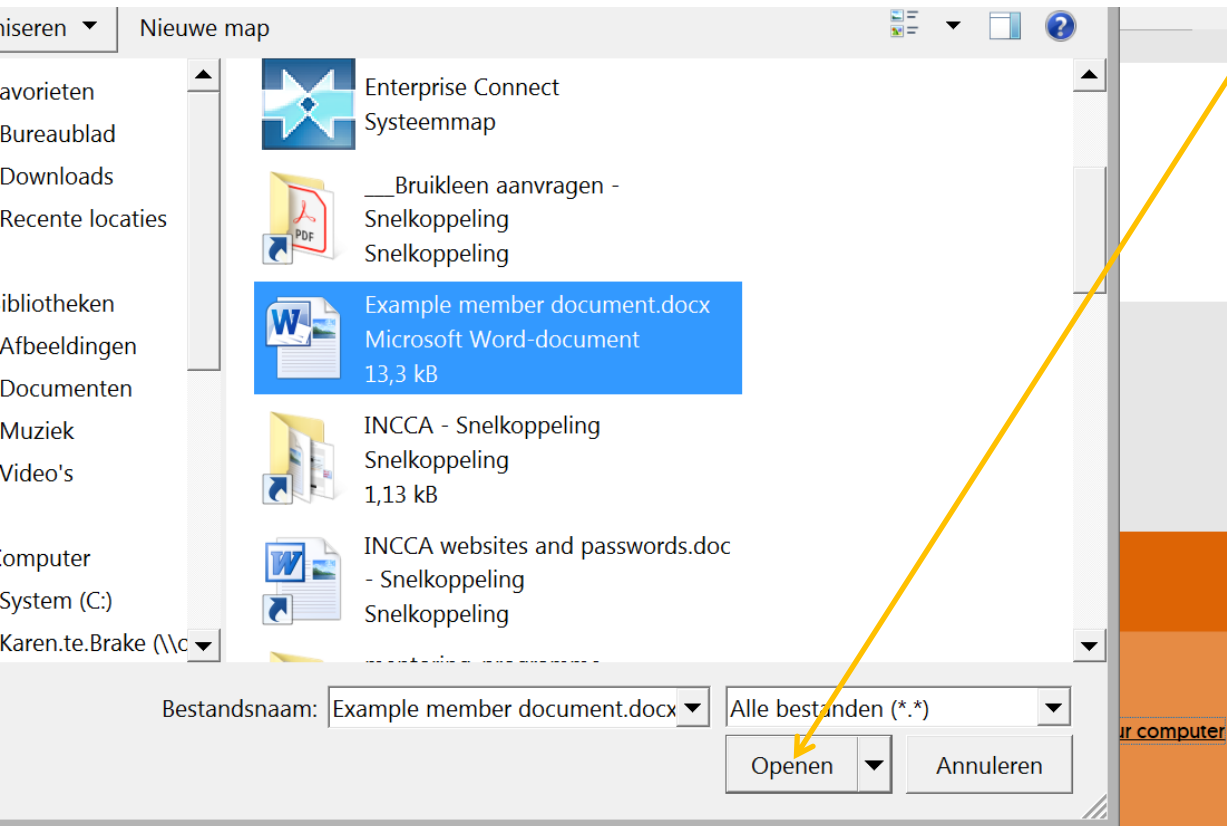 niseren Nieuwe map
avorieten
Bureaublad
Downloads
Recente locaties
ibliotheken
Afbeeldingen
Documenten
Muziek
Video's
omputer
System (C:)
Karen.te.Brake (\\o
Enterprise Connect
Systeemmap
___Bruikleen aanvragen -
Snelkoppeling
Snelkoppeling
PDF
Example member document.docx
Microsoft Word-document
13,3 kB
INCCA - Snelkoppeling
Snelkoppeling
1,13 kB
INCCA websites and passwords.doc
- Snelkoppeling
Snelkoppeling
Bestandsnaam: Example member document.docx Alle bestanden (*.*)
Openen Annuleren
ur computer